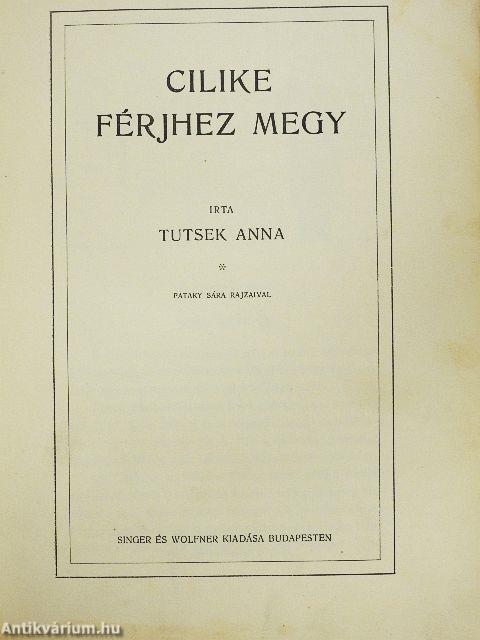 CILIKE
FÉRJHEZ MEGY
IRTA
TUTSEK ANNA
*
PATAKY SÁRA RAJZAIVAL
SINGER ÉS WOLFNER KIADÁSA BUDAPESTEN
Antikvárium.hu